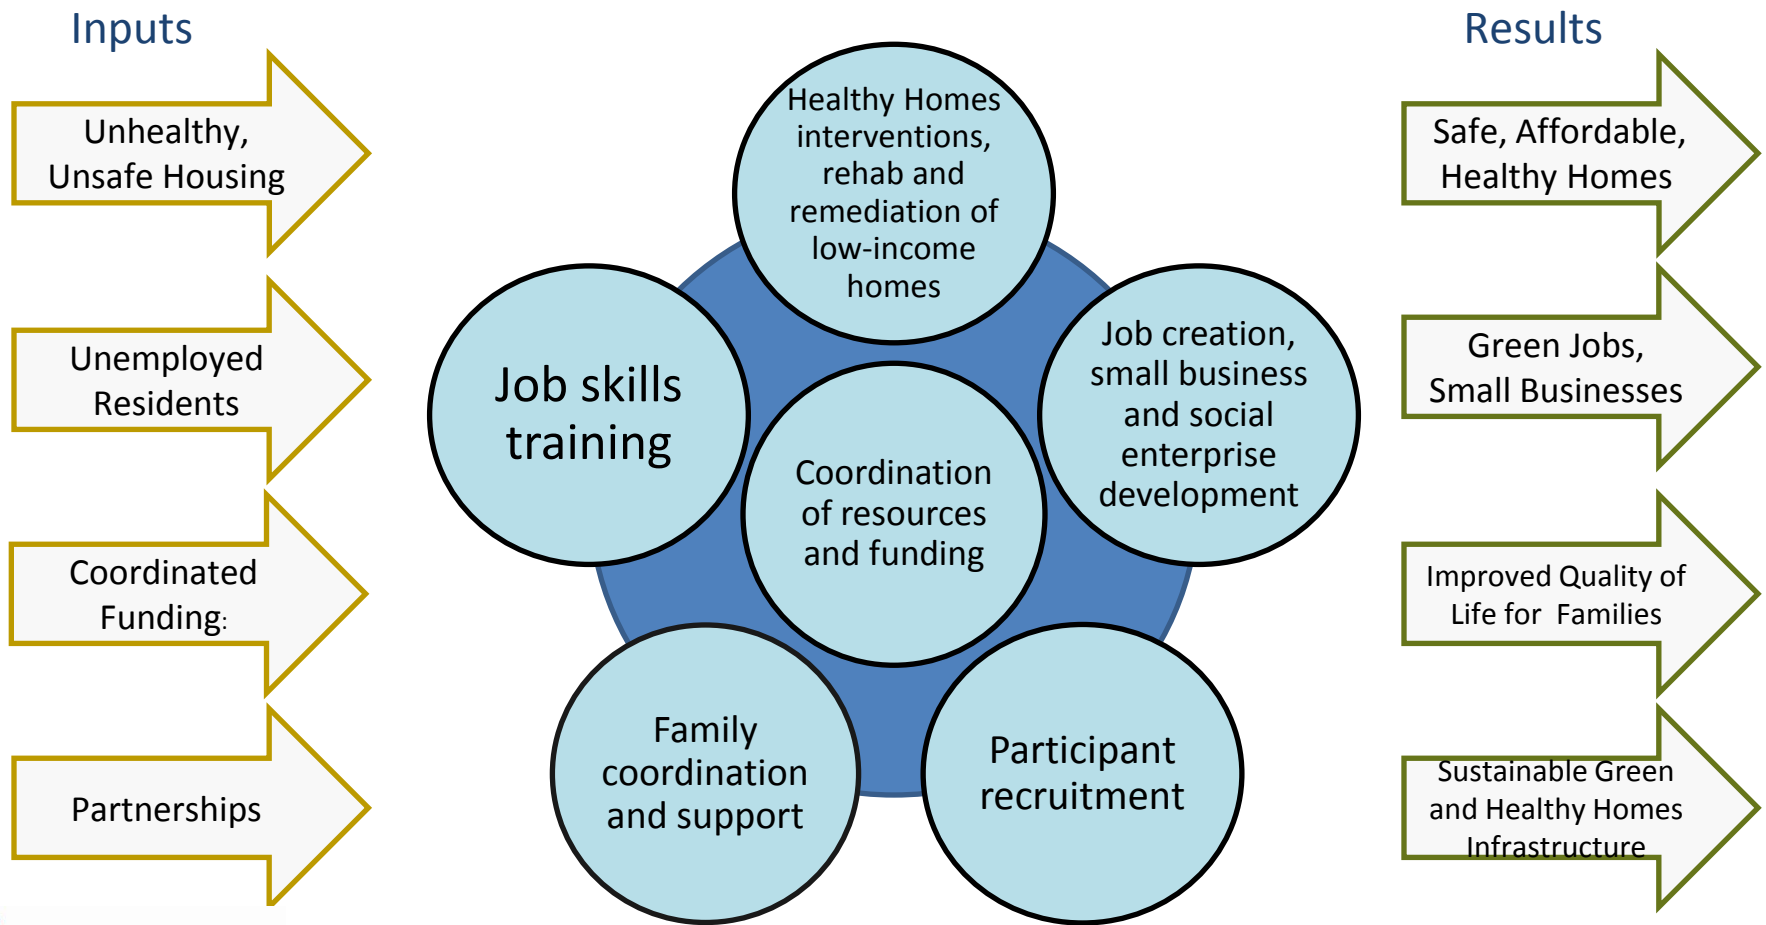 Inputs
Unhealthy,
Unsafe Housing
Unemployed
Residents
Coordinated
Funding:
Partnerships
Healthy Homes
interventions,
rehab and
remediation of
low-income
homes
Job skills
training
Job creation,
small business
and social
enterprise
development
Coordination
of resources
and funding
Family
coordination
and support
Participant
recruitment
Results
Safe, Affordable,
Healthy Homes
Green Jobs,
Small Businesses
Improved Quality of
Life for  Families
Sustainable Green
and Healthy Homes
Infrastructure